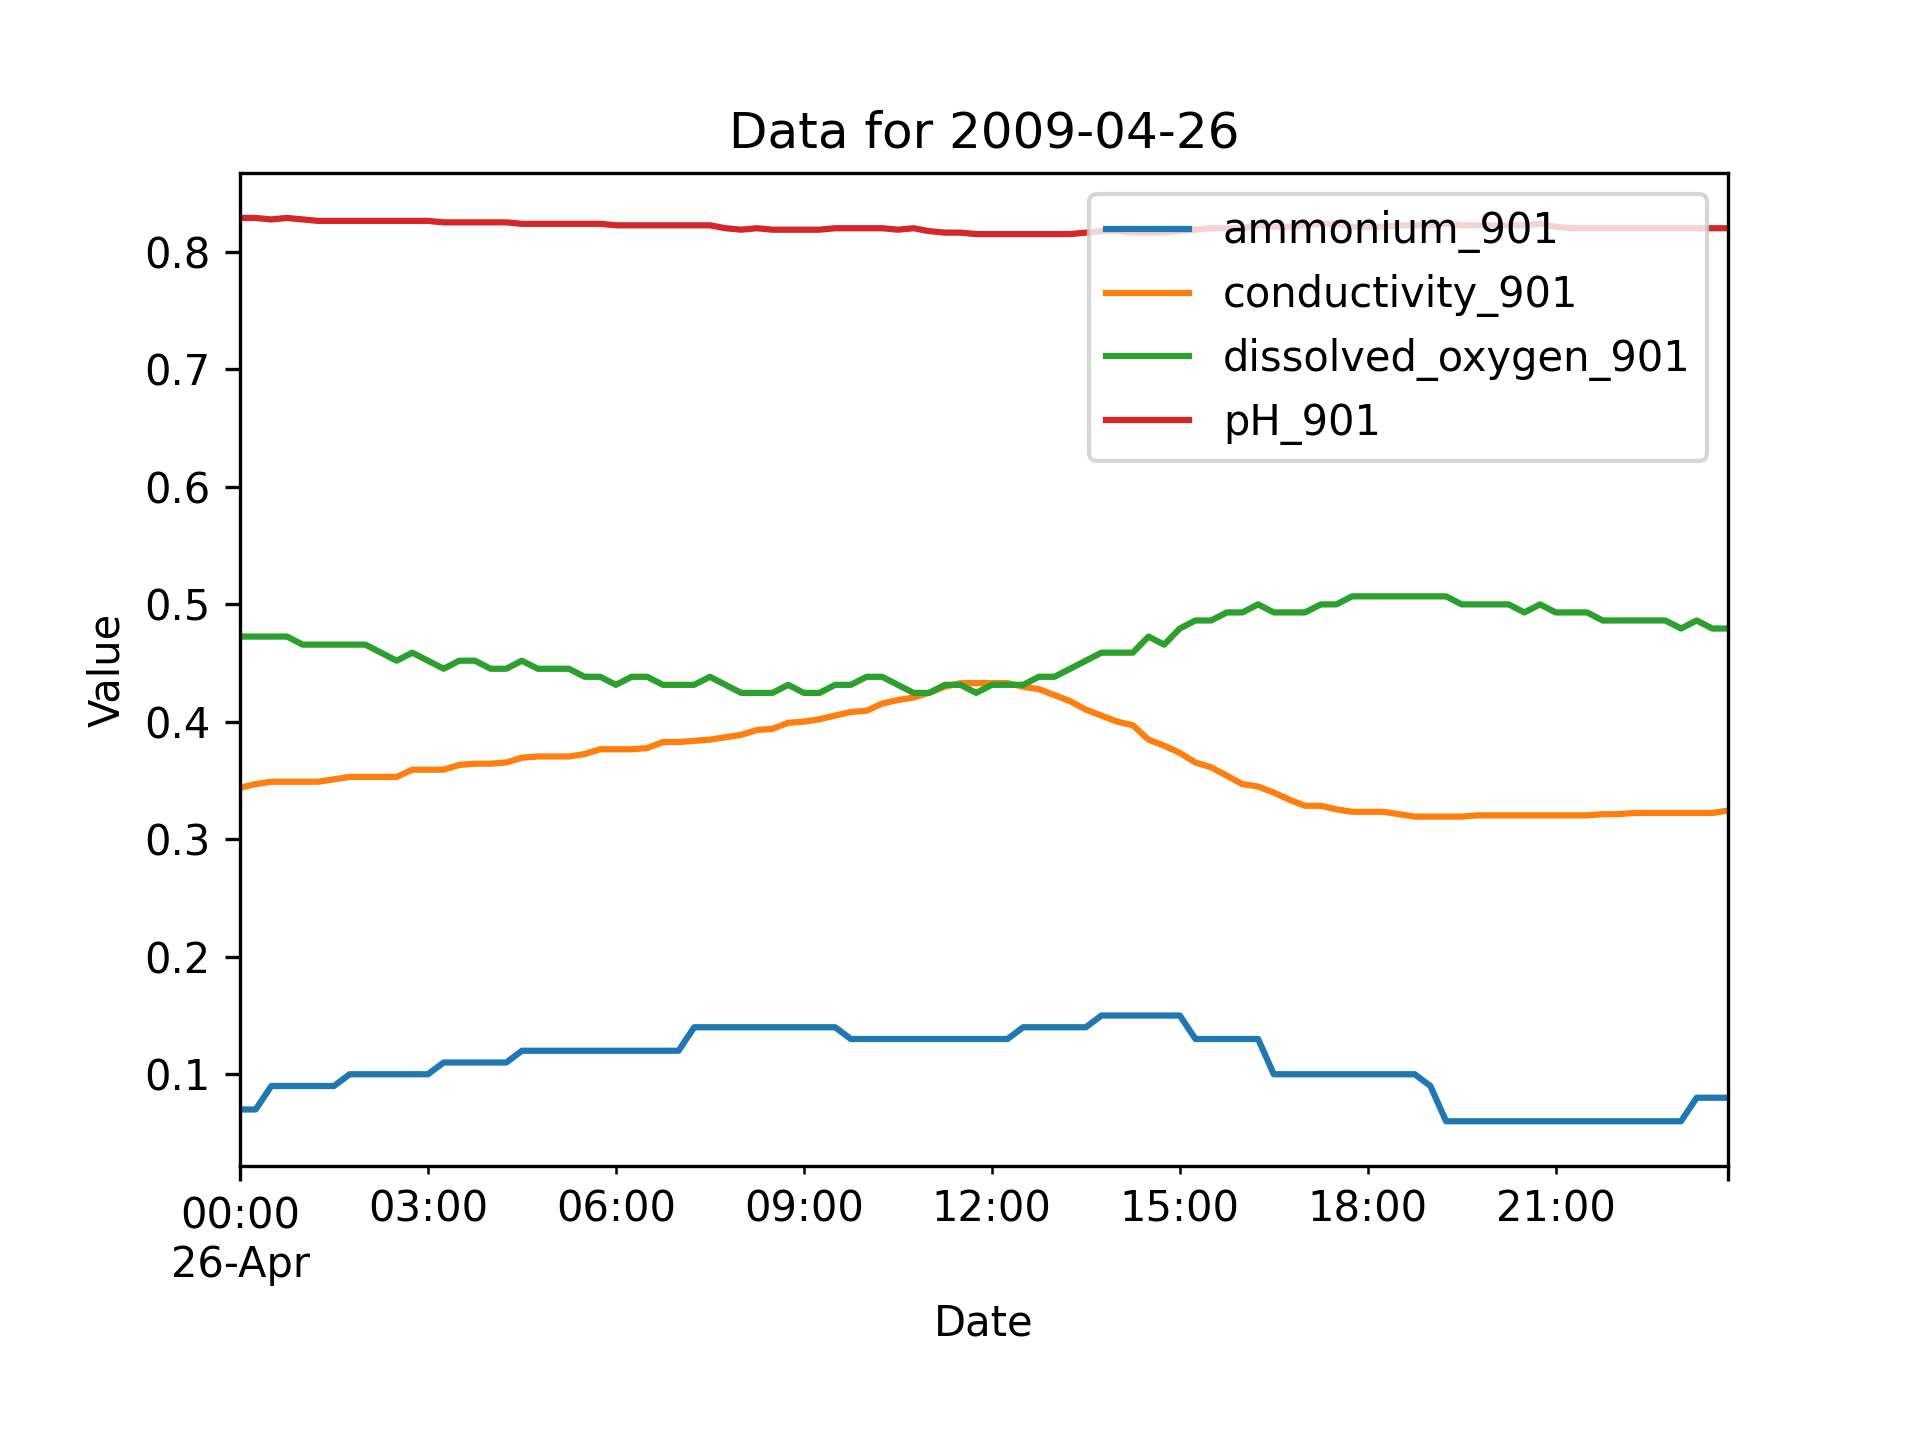 Data for 2009-04-26
ammonium_901
conductivity_901
dissolved_oxygen_901
pH_901
0.8
0.7
0.6
0.5
0.4
0.3
0.2
0.1
Value
00:00 03:00 06:00 09:00 12:00 15:00 18:00 21:00
26-Apr
Date